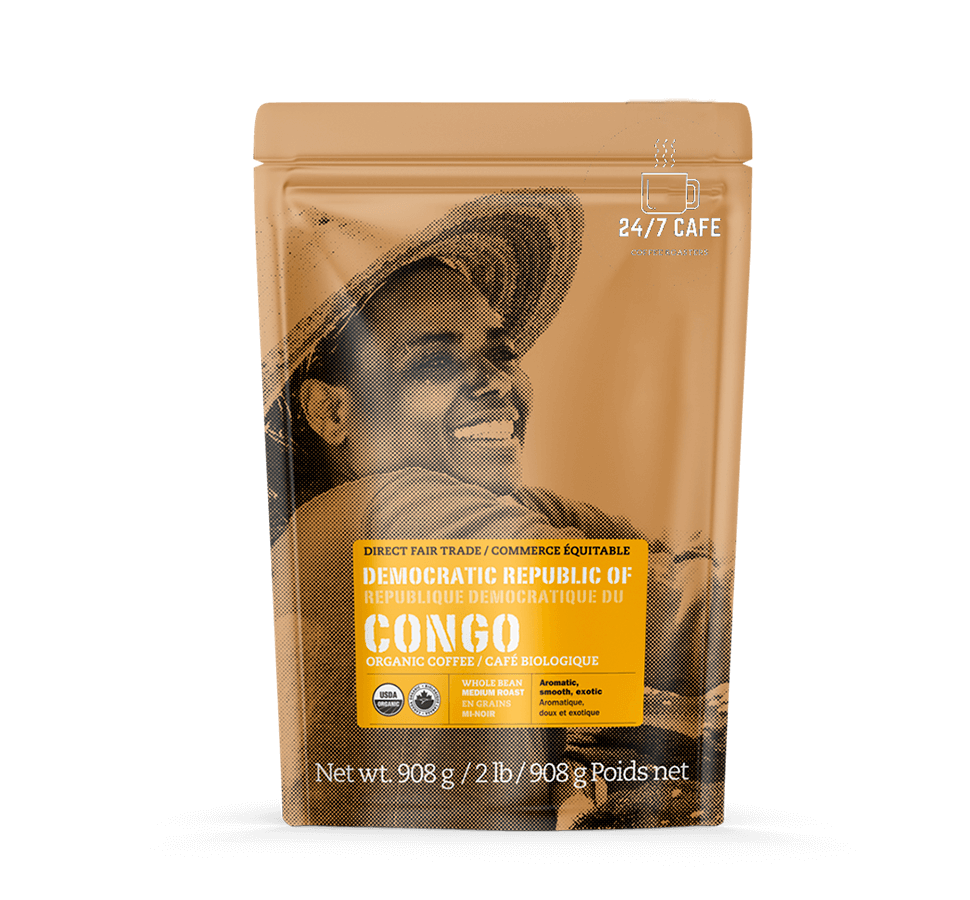 24/7 CAFE
DIRECT FAIR TRADE / COMMERCE ÉQUITABLE
DEMOCRATIC REPUBLIC OF
REPUBLIQUE DEMOCRATIQUE DU
CONGO
ORGANIC COFFEE / CAFÉ BIOLOGIQUE
USDA
ORGANIC
WHOLE BEAN
MEDIUM ROAST
EN GRAINS
MI-NOIR
Aromatic,
smooth, exotic
Aromatique,
doux et exotique
Net wt. 908 g / 2 lb / 908 g Poids net